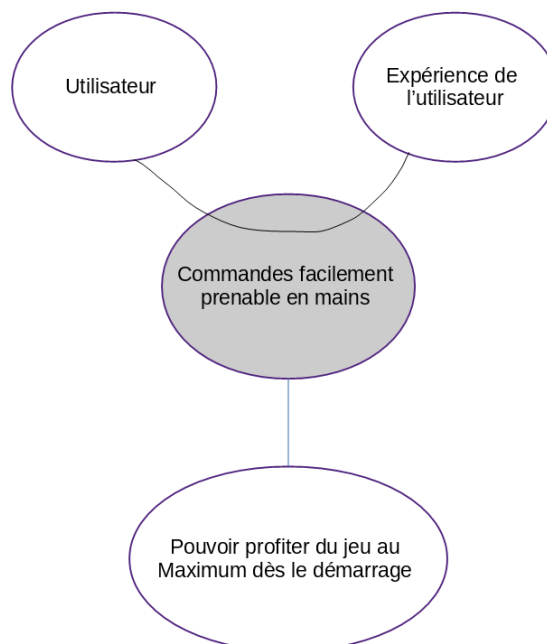 Utilisateur
Expérience de
l’utilisateur
Commandes facilement
prenable en mains
Pouvoir profiter du jeu au
Maximum dès le démarrage